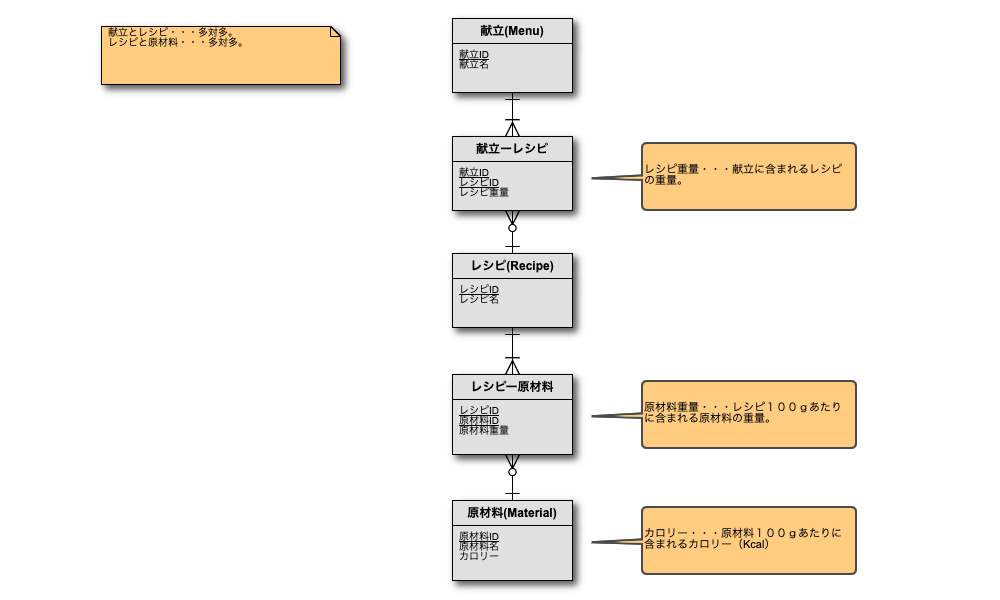 献立とレシピ・・・多対多。
レシピと原材料・・・多対多。
献立(Menu)
献立ID
献立名
献立ーレシピ
献立ID
レシピID
レシピ重量
レシピ重量・・・献立に含まれるレシピ
の重量。
レシピ(Recipe)
レシピID
レシピ名
レシピー原材料
レシピID
原材料ID
原材料重量
原材料重量・・・レシピ１００ｇあたり
に含まれる原材料の重量。
原材料(Material)
原材料ID
原材料名
カロリー
カロリー・・・原材料１００ｇあたりに
含まれるカロリー（Kcal）